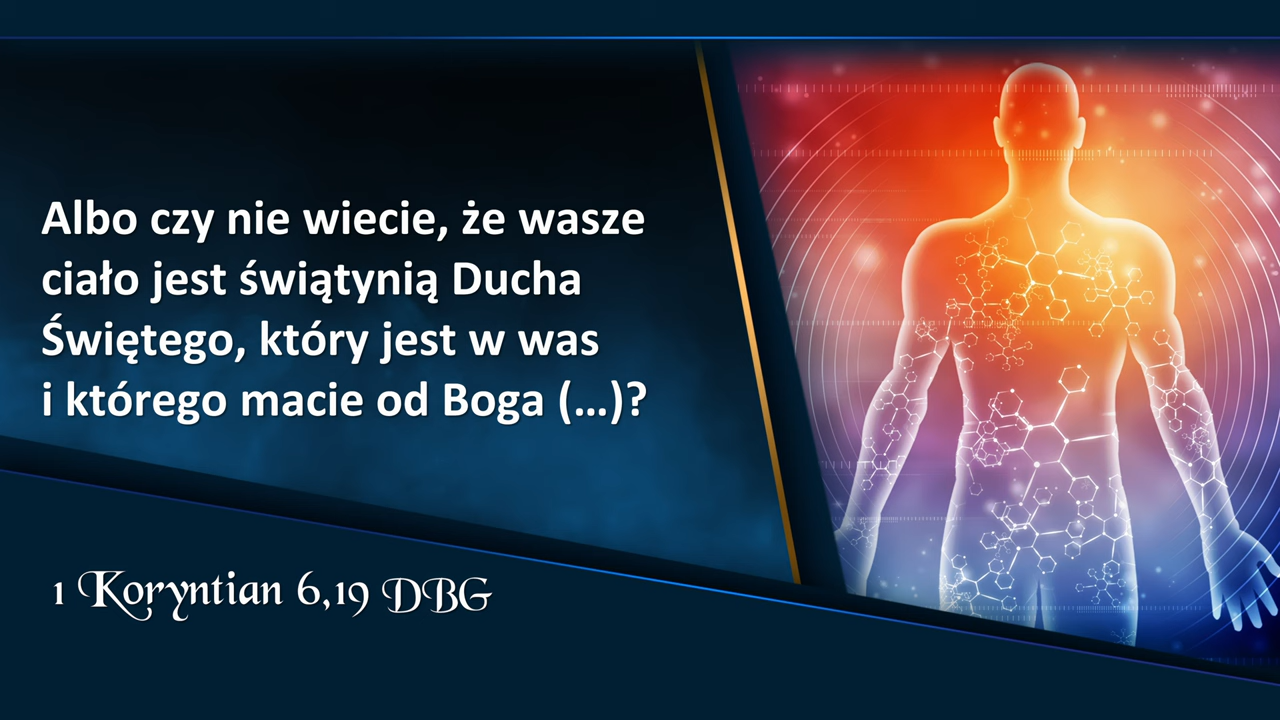 Albo czy nie wiecie, że wasze
ciało jest świątynią Ducha
Świętego, który jest w was
i którego macie od Boga (...)?
1 Koryntian 6,19 DBG